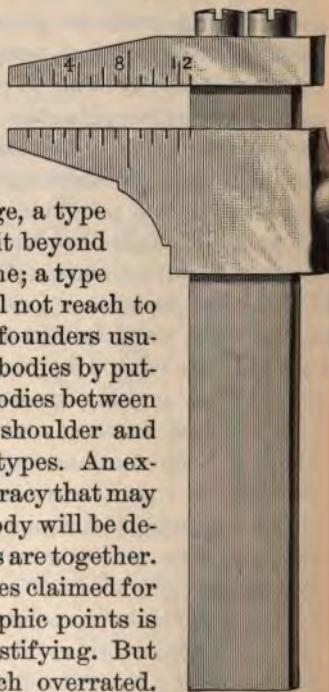 4 8 12
ge, a type
it beyond
ne; a type
l not reach to
founders usu-
bodies by put-
odies between
shoulder and
types. An ex-
racy that may
ody will be de-
s are together.
es claimed for
phic points is
stifying. But
ch overrated.